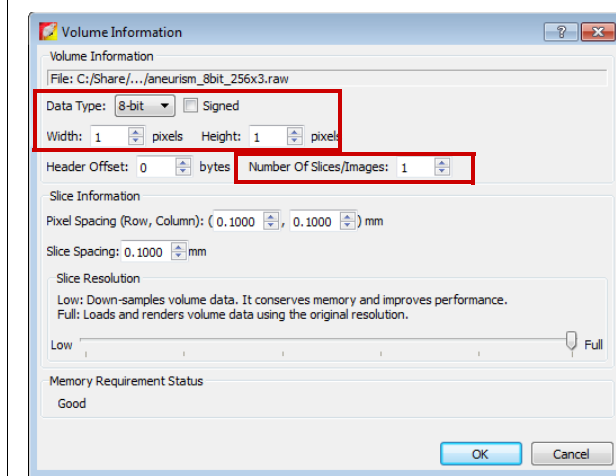 Volume Information
Volume Information
File: C:/Share/.../aneurism_8bit_256x3.raw
Data Type: 8-bit Signed
Width: 1 pixels Height: 1 pixels
Header Offset: 0 bytes Number Of Slices/Images: 1
Slice Information
Pixel Spacing (Row, Column): ( 0.1000 , 0.1000 ) mm
Slice Spacing: 0.1000 mm
Slice Resolution
Low: Down-samples volume data. It conserves memory and improves performance.
Full: Loads and renders volume data using the original resolution.
Low Full
Memory Requirement Status
Good
OK Cancel